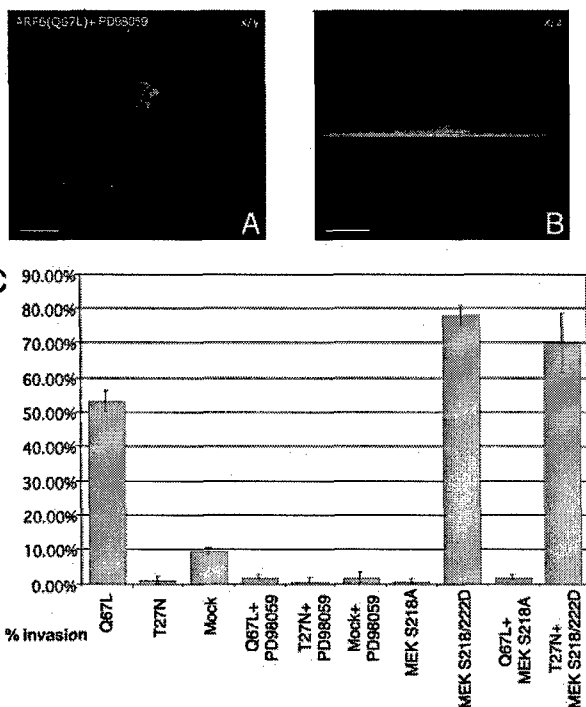 ARF6(Q67L)+ PD98059
x/y
x/z
A
B
C
90.00%
80.00%
70.00%
60.00%
50.00%
40.00%
30.00%
20.00%
10.00%
0.00%
% invasion
Q67L
T27N
Mock
Q67L+
PD98059
T27N+
PD98059
Mock+
PD98059
MEK S218A
MEK S218/222D
Q67L+
MEK S218A
T27N+
MEK S218/222D